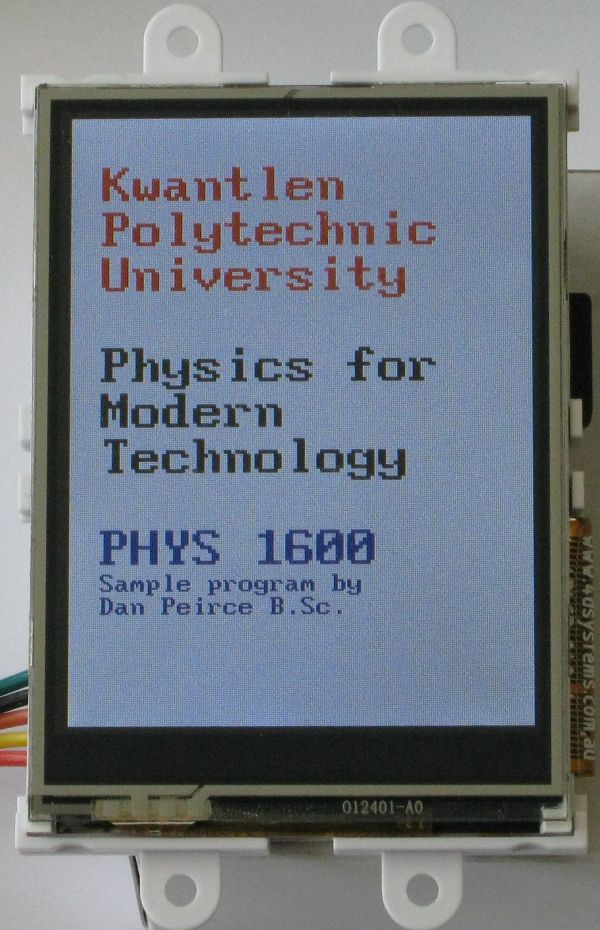 Kwantlen
Polytechnic
University
Physics for
Modern
Technology
PHYS 1600
Sample program by
Dan Peirce B.Sc.
012401-A0